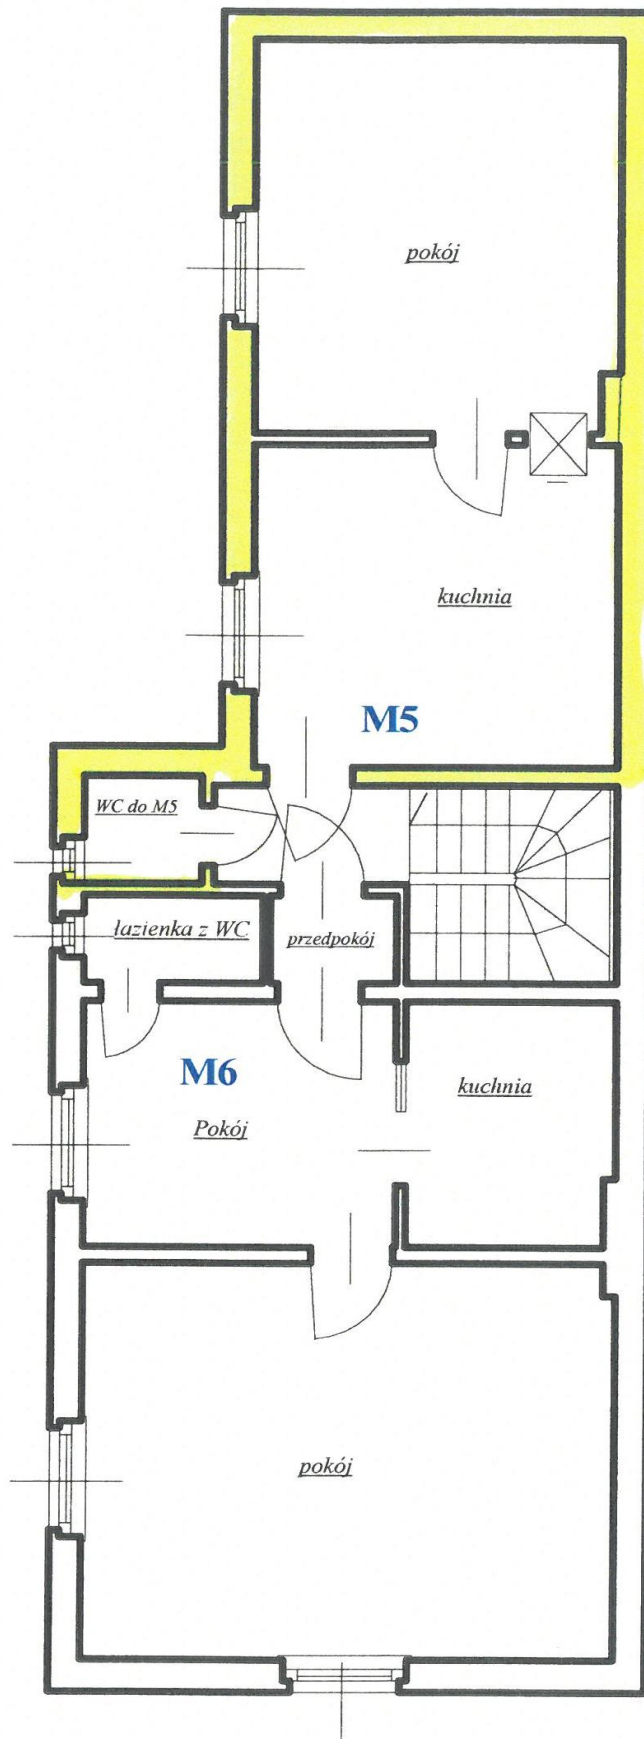 pokój
kuchnia
M5
WC do M5
łazienka z WC
przedpokój
M6
kuchnia
Pokój
pokój